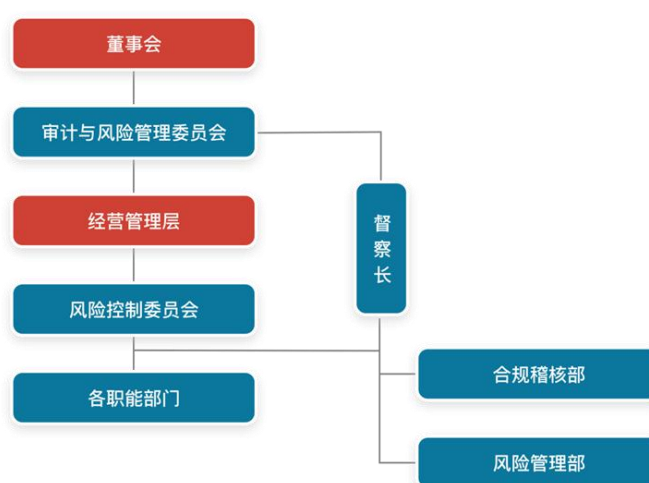 董事会
审计与风险管理委员会
经营管理层
督察长
风险控制委员会
合规稽核部
各职能部门
风险管理部